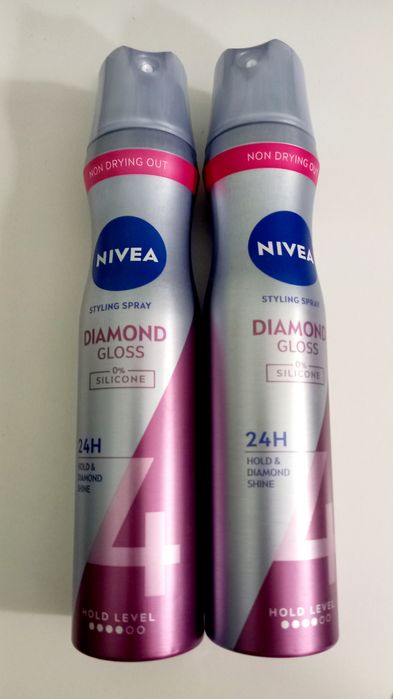 NON DRYING OUT
NIVEA
STYLING SPRAY
DIAMOND
GLOSS
0%
SILICONE
24H
HOLD &
DIAMOND
SHINE
4
HOLD LEVEL
NON DRYING OUT
NIVEA
STYLING SPRAY
DIAMOND
GLOSS
0%
SILICONE
24H
HOLD &
DIAMOND
SHINE
4
HOLD LEVEL